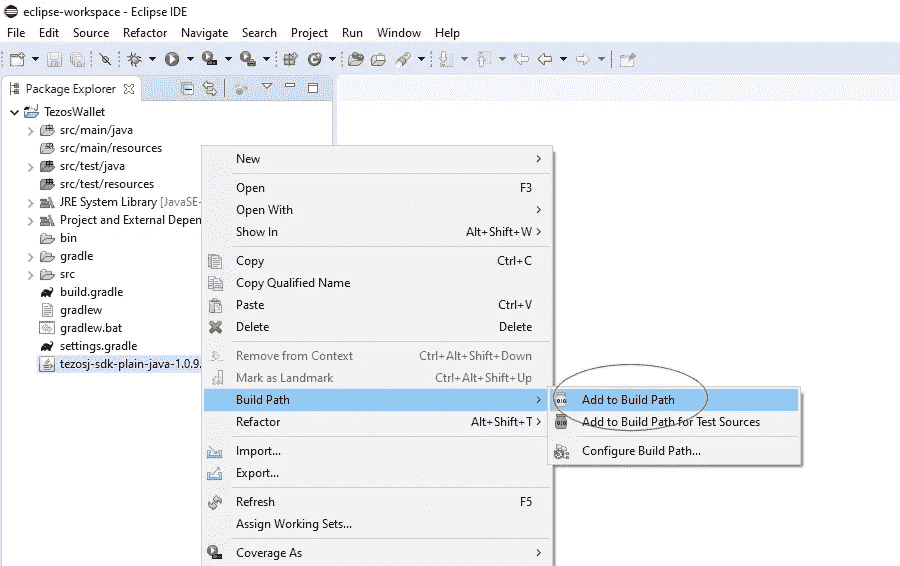 eclipse-workspace - Eclipse IDE
File Edit Source Refactor Navigate Search Project Run Window Help
Package Explorer
TezosWallet
src/main/java
src/main/resources
src/test/java
src/test/resources
JRE System Library [JavaSE-
Project and External Depen
bin
gradle
src
build.gradle
gradlew
gradlew.bat
settings.gradle
tezosj-sdk-plain-java-1.0.9.
New
Open F3
Open With
Show In Alt+Shift+W
Copy Ctrl+C
Copy Qualified Name
Paste Ctrl+V
Delete Delete
Remove from Context Ctrl+Alt+Shift+Down
Mark as Landmark Ctrl+Alt+Shift+Up
Build Path
Refactor Alt+Shift+T
Import...
Export...
Refresh F5
Assign Working Sets...
Coverage As
Add to Build Path
Add to Build Path for Test Sources
Configure Build Path...